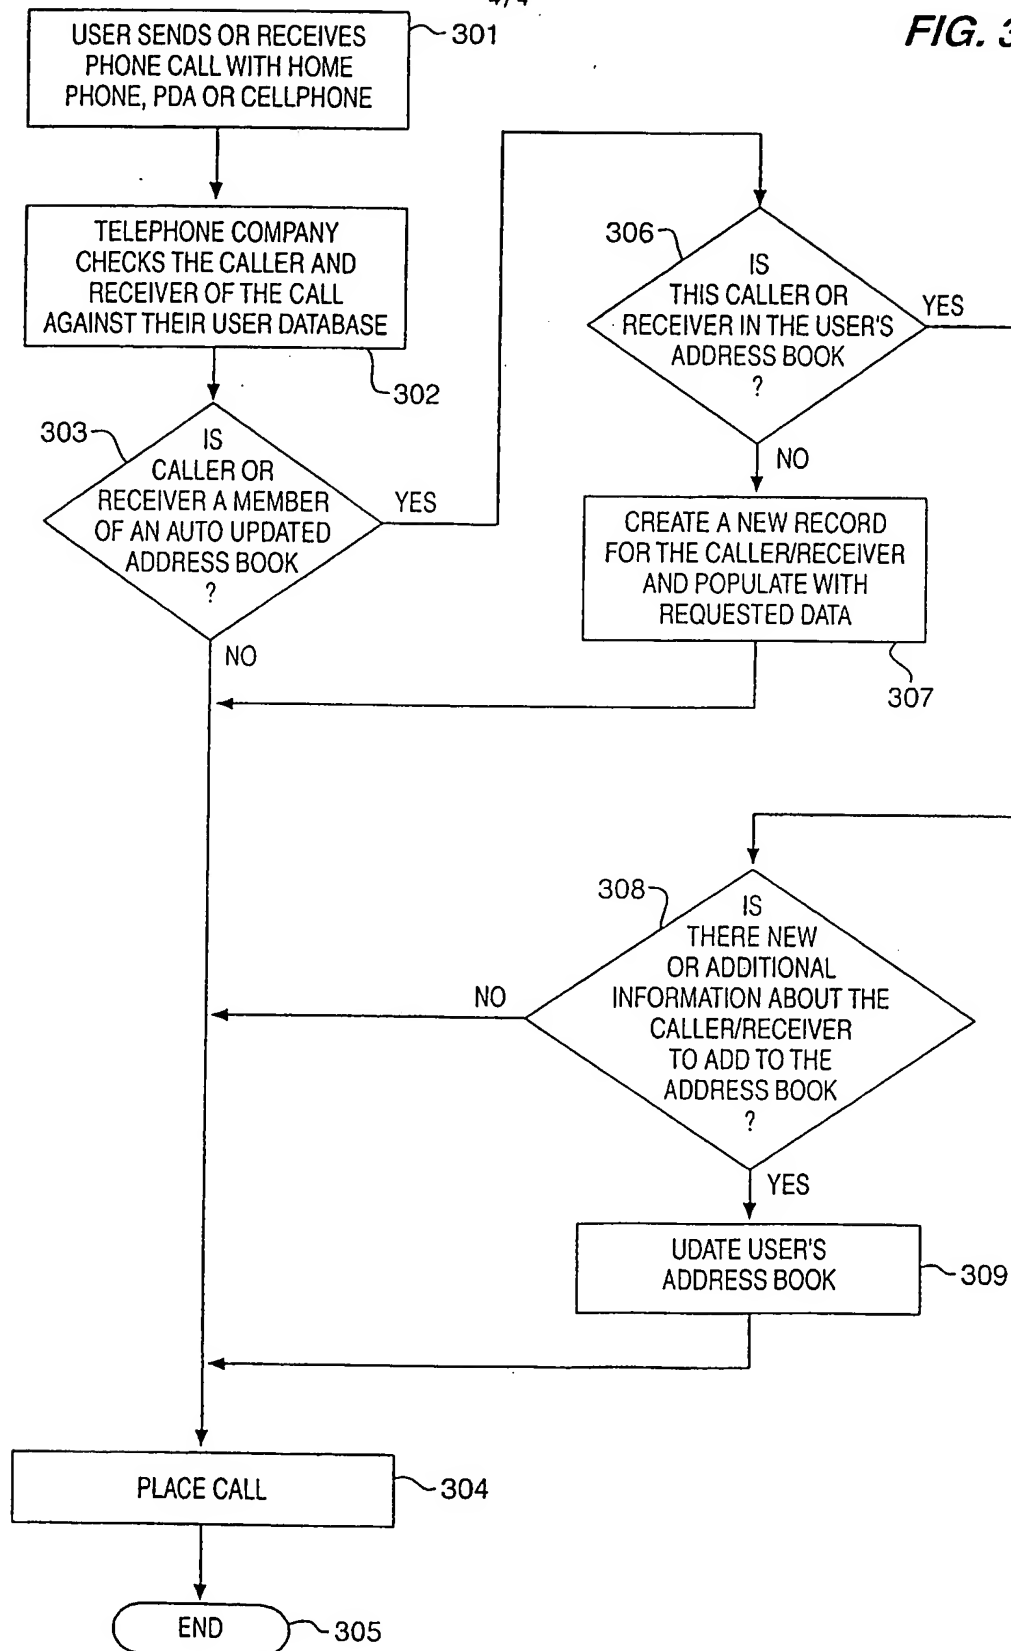 4/4
FIG. 3
USER SENDS OR RECEIVES
PHONE CALL WITH HOME
PHONE, PDA OR CELLPHONE
301
TELEPHONE COMPANY
CHECKS THE CALLER AND
RECEIVER OF THE CALL
AGAINST THEIR USER DATABASE
302
303
IS
CALLER OR
RECEIVER A MEMBER
OF AN AUTO UPDATED
ADDRESS BOOK
?
YES
NO
306
IS
THIS CALLER OR
RECEIVER IN THE USER'S
ADDRESS BOOK
?
YES
NO
CREATE A NEW RECORD
FOR THE CALLER/RECEIVER
AND POPULATE WITH
REQUESTED DATA
307
308
IS
THERE NEW
OR ADDITIONAL
INFORMATION ABOUT THE
CALLER/RECEIVER
TO ADD TO THE
ADDRESS BOOK
?
NO
YES
UDATE USER'S
ADDRESS BOOK
309
PLACE CALL
304
END
305